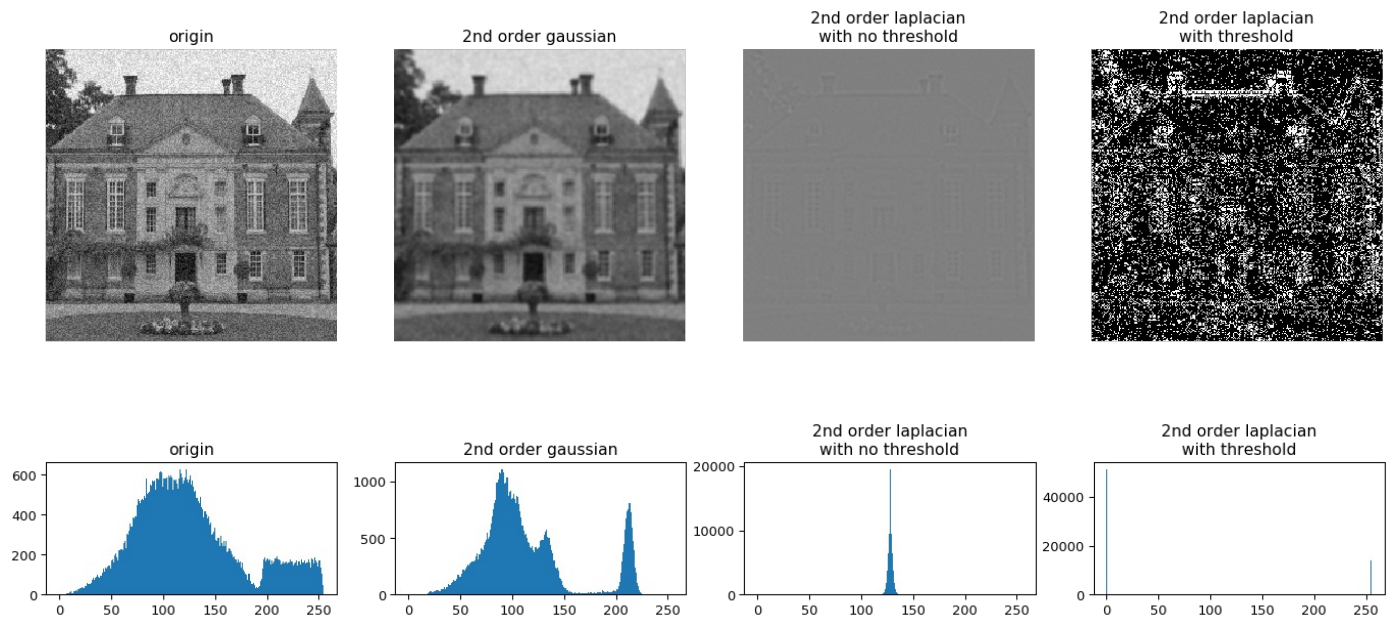 origin
2nd order gaussian
2nd order laplacian
with no threshold
2nd order laplacian
with threshold
origin
600
400
200
0
0 50 100 150 200 250
2nd order gaussian
1000
500
0
0 50 100 150 200 250
2nd order laplacian
with no threshold
20000
10000
0
0 50 100 150 200 250
2nd order laplacian
with threshold
40000
20000
0
0 50 100 150 200 250